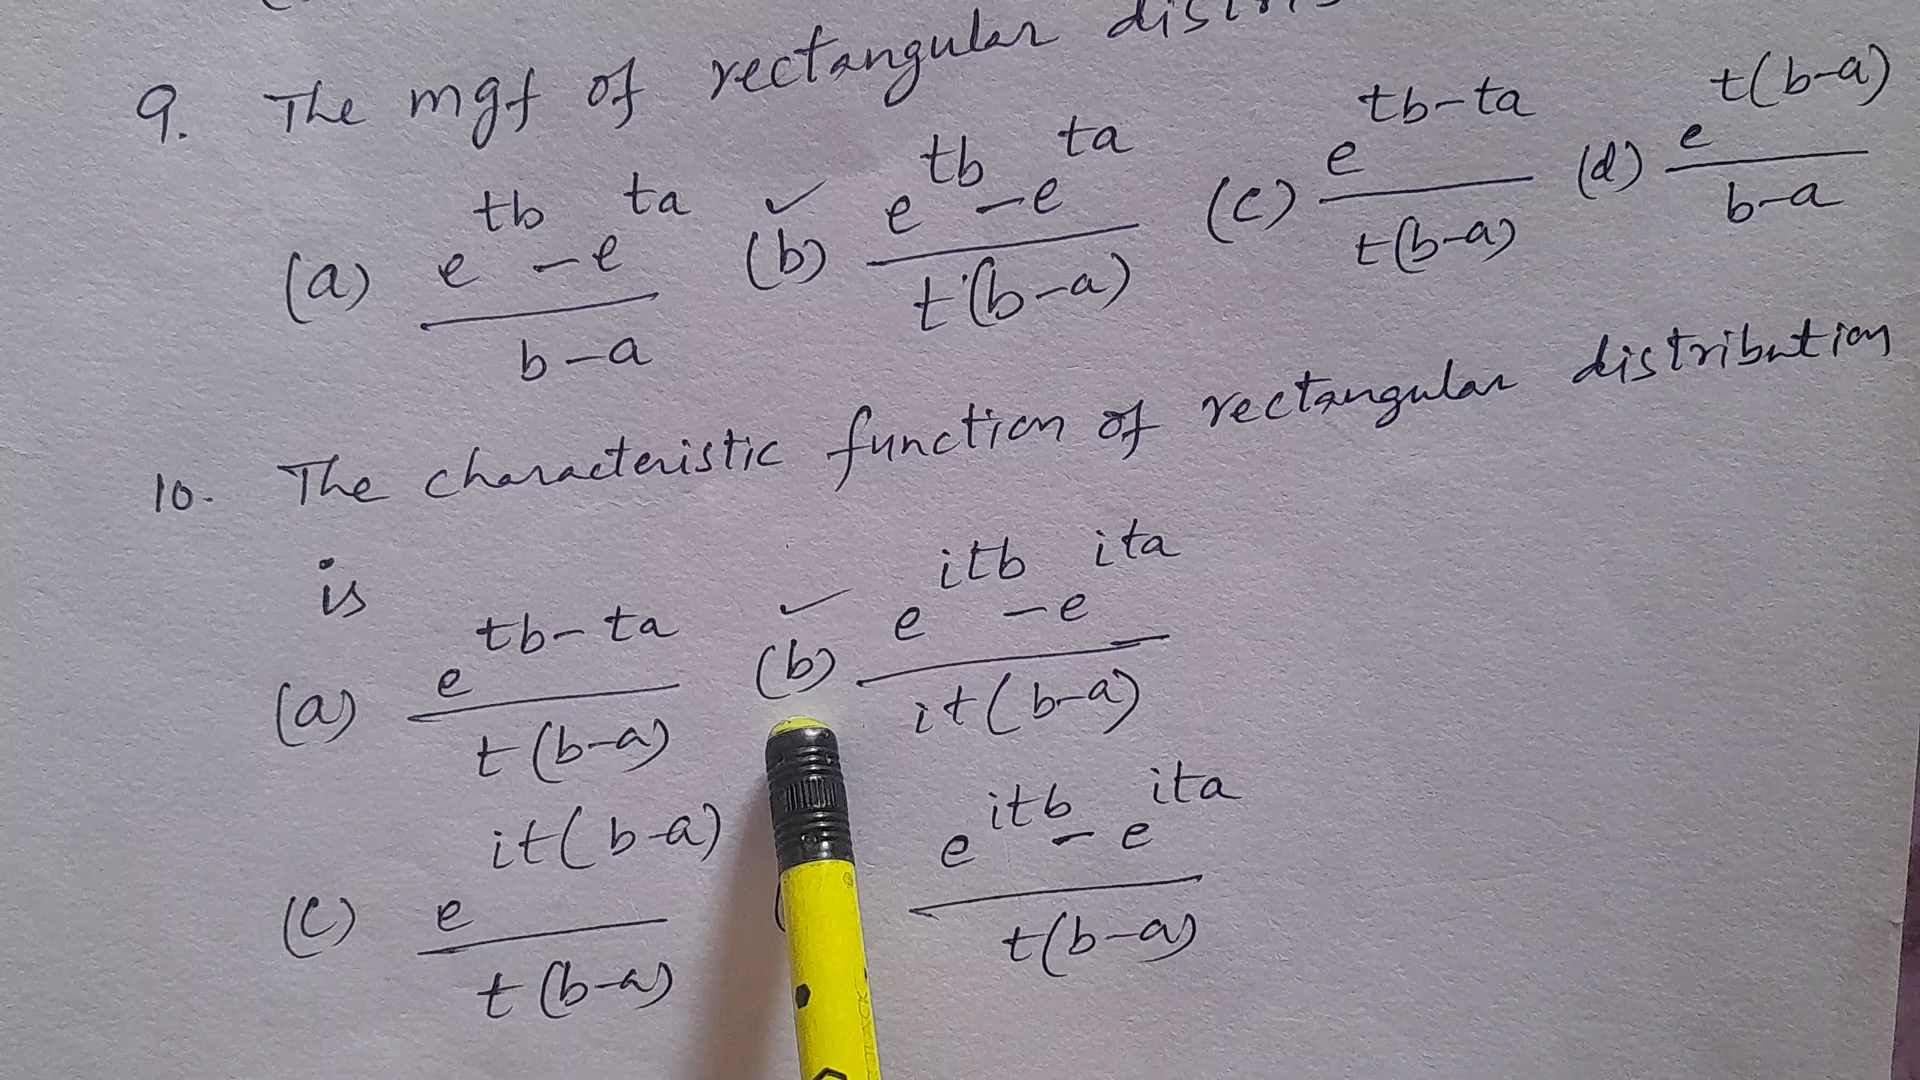 9. The mgf of rectangular
(a) e^{tb} - e^{ta} / b-a (b) ✓ e^{tb} - e^{ta} / t(b-a) (c) e^{tb-ta} / t(b-a) (d) e^{t(b-a)} / b-a
10. The characteristic function of rectangular distribution
is
(a) e^{tb-ta} / t(b-a) (b) ✓ e^{itb} - e^{ita} / it(b-a)
(c) e^{it(b-a)} / t(b-a) e^{itb} - e^{ita} / t(b-a)